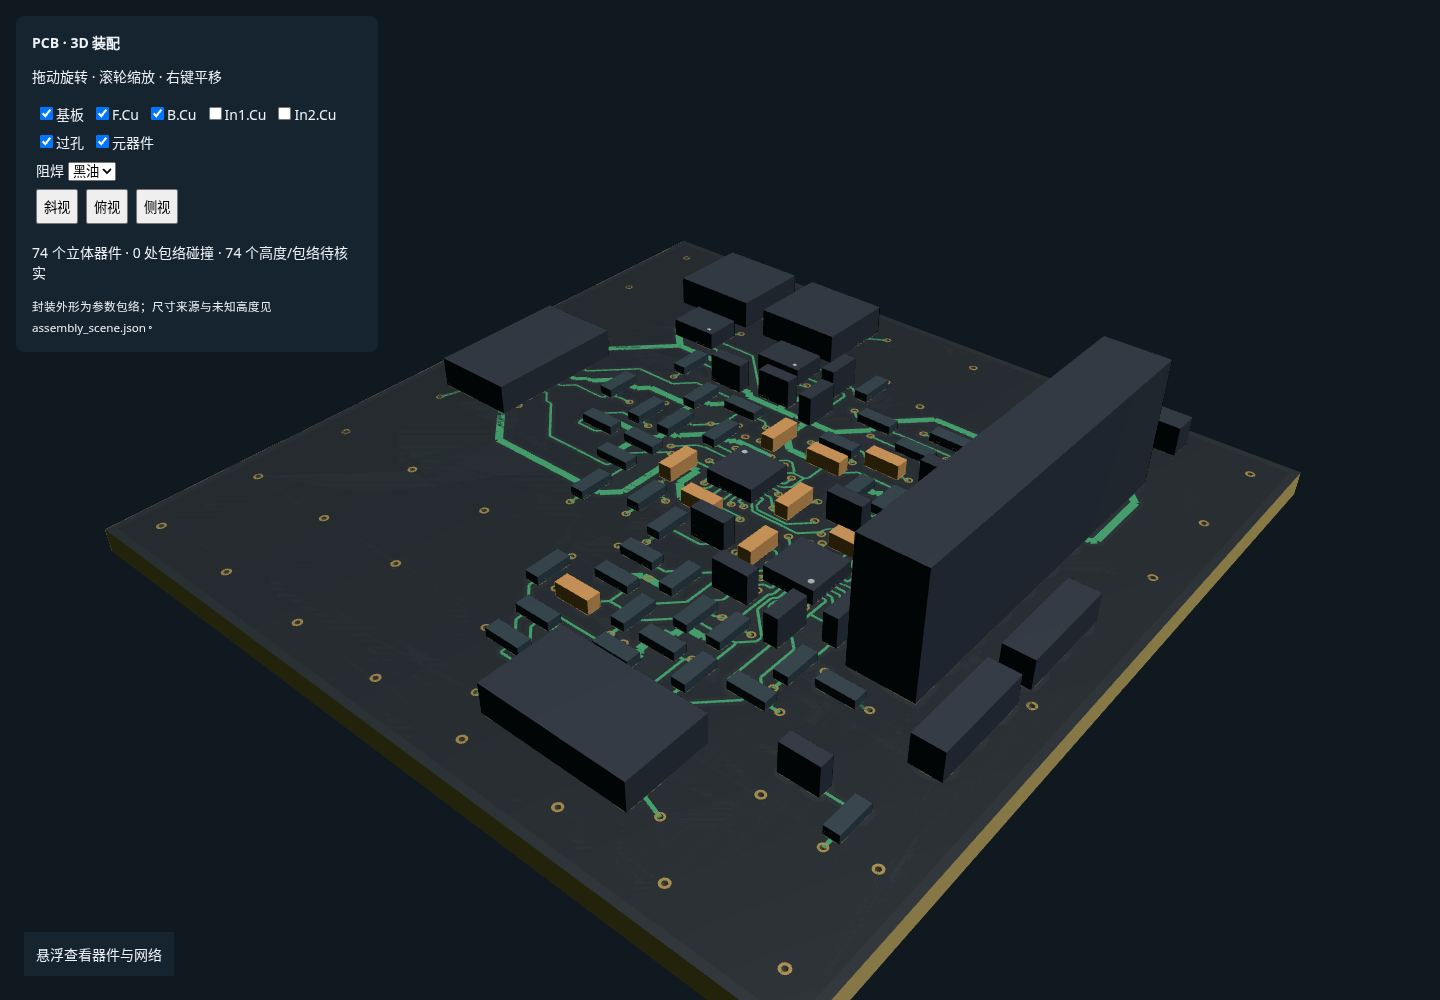 PCB · 3D 装配
拖动旋转 · 滚轮缩放 · 右键平移
基板 F.Cu B.Cu In1.Cu In2.Cu
过孔 元器件
阻焊 黑油
斜视 俯视 侧视
74 个立体器件 · 0 处包络碰撞 · 74 个高度/包络待核
实
封装外形为参数包络；尺寸来源与未知高度见
assembly_scene.json。
悬浮查看器件与网络